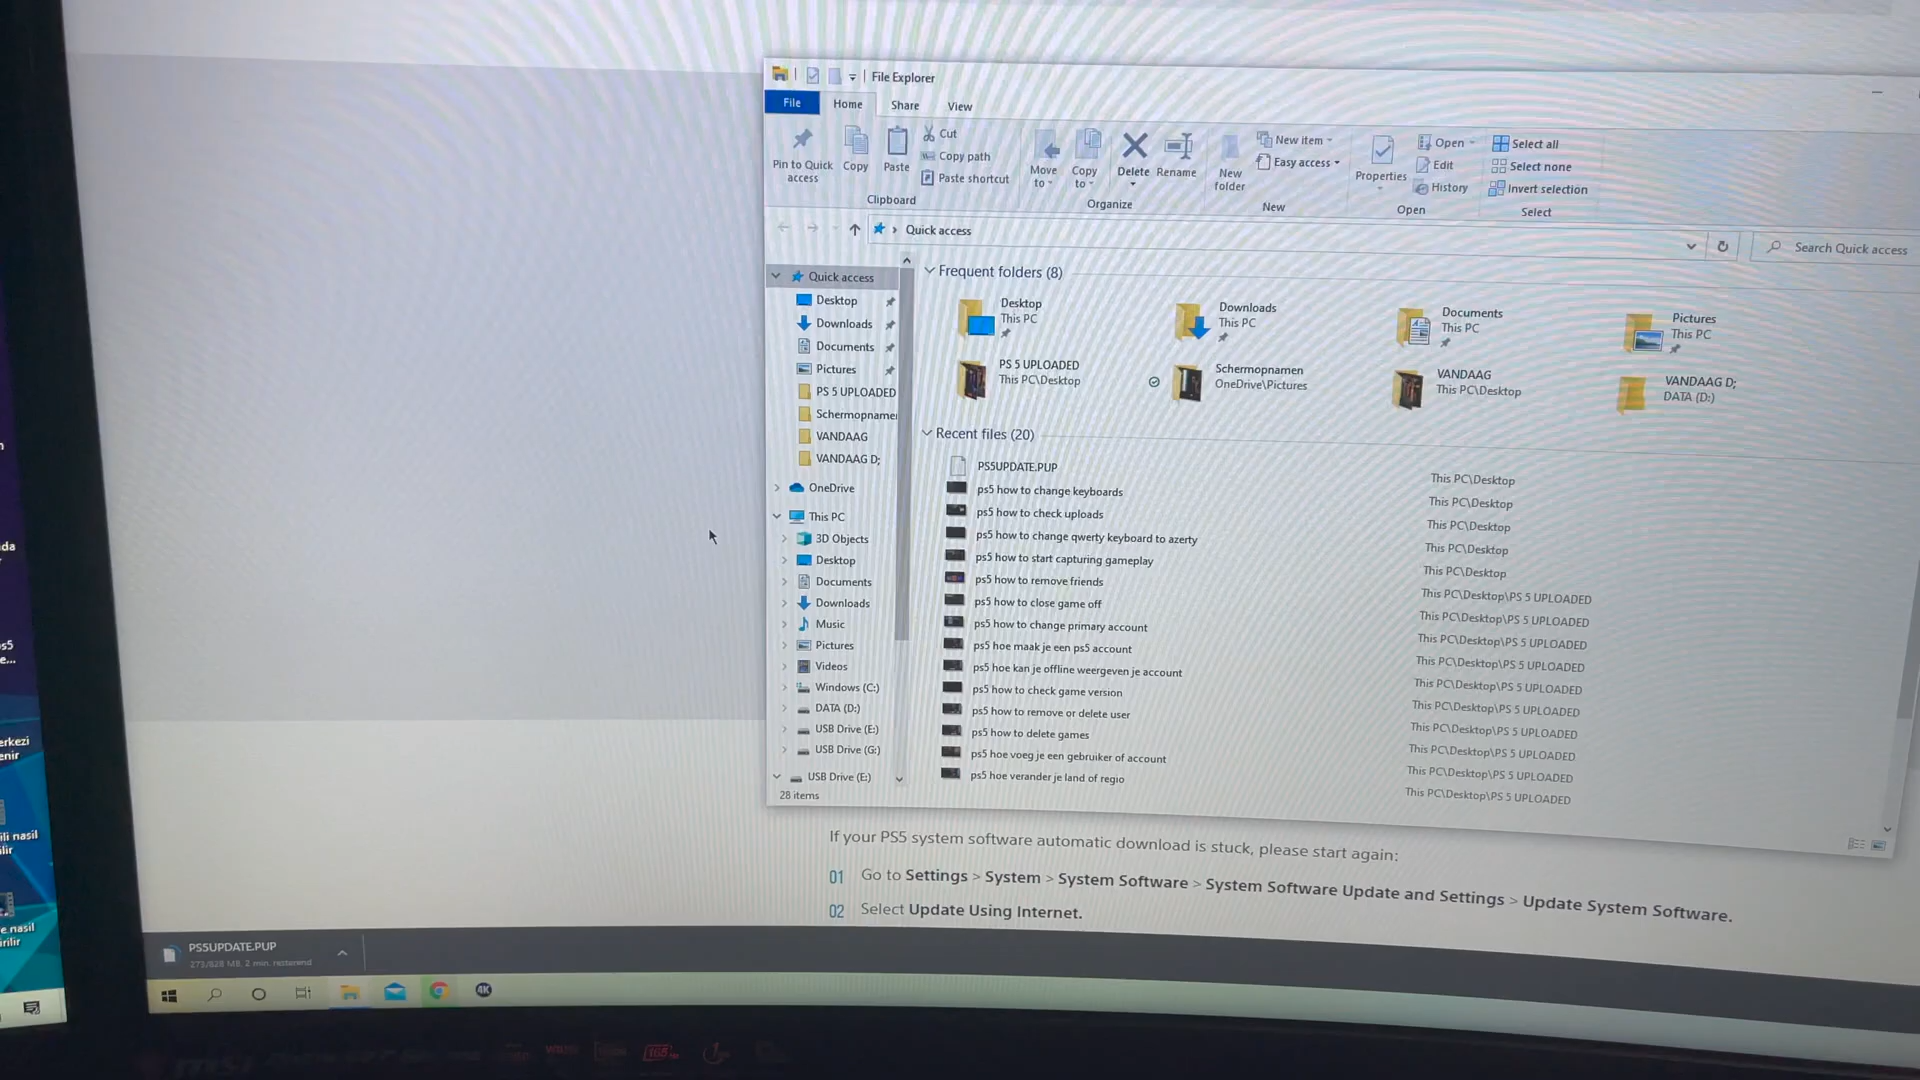 File Explorer
File
Home
Share
View
Pin to Quick
access
Copy
Paste
Cut
Copy path
Paste shortcut
Clipboard
Move
to
Copy
to
Delete
Rename
Organize
New
folder
New item
Easy access
New
Properties
Open
Edit
History
Open
Select all
Select none
Invert selection
Select
Quick access
Search Quick access
Quick access
Desktop
Downloads
Documents
Pictures
PS 5 UPLOADED
Schermopnamen
VANDAAG
VANDAAG D;
OneDrive
This PC
3D Objects
Desktop
Documents
Downloads
Music
Pictures
Videos
Windows (C:)
DATA (D:)
USB Drive (E:)
USB Drive (G:)
USB Drive (E:)
28 items
Frequent folders (8)
Desktop
This PC
Downloads
This PC
Documents
This PC
Pictures
This PC
PS 5 UPLOADED
This PC\Desktop
Schermopnamen
OneDrive\Pictures
VANDAAG
This PC\Desktop
VANDAAG D;
DATA (D:)
Recent files (20)
PS5UPDATE.PUP This PC\Desktop
ps5 how to change keyboards This PC\Desktop
ps5 how to check uploads This PC\Desktop
ps5 how to change qwerty keyboard to azerty This PC\Desktop
ps5 how to start capturing gameplay This PC\Desktop
ps5 how to remove friends This PC\Desktop\PS 5 UPLOADED
ps5 how to close game off This PC\Desktop\PS 5 UPLOADED
ps5 how to change primary account This PC\Desktop\PS 5 UPLOADED
ps5 hoe maak je een ps5 account This PC\Desktop\PS 5 UPLOADED
ps5 hoe kan je offline weergeven je account This PC\Desktop\PS 5 UPLOADED
ps5 how to check game version This PC\Desktop\PS 5 UPLOADED
ps5 how to remove or delete user This PC\Desktop\PS 5 UPLOADED
ps5 how to delete games This PC\Desktop\PS 5 UPLOADED
ps5 hoe voeg je een gebruiker of account This PC\Desktop\PS 5 UPLOADED
ps5 hoe verander je land of regio This PC\Desktop\PS 5 UPLOADED
If your PS5 system software automatic download is stuck, please start again:
01 Go to Settings > System > System Software > System Software Update and Settings > Update System Software.
02 Select Update Using Internet.
PS5UPDATE.PUP
273/828 MB, 2 min. resterend
4K
nasil
168